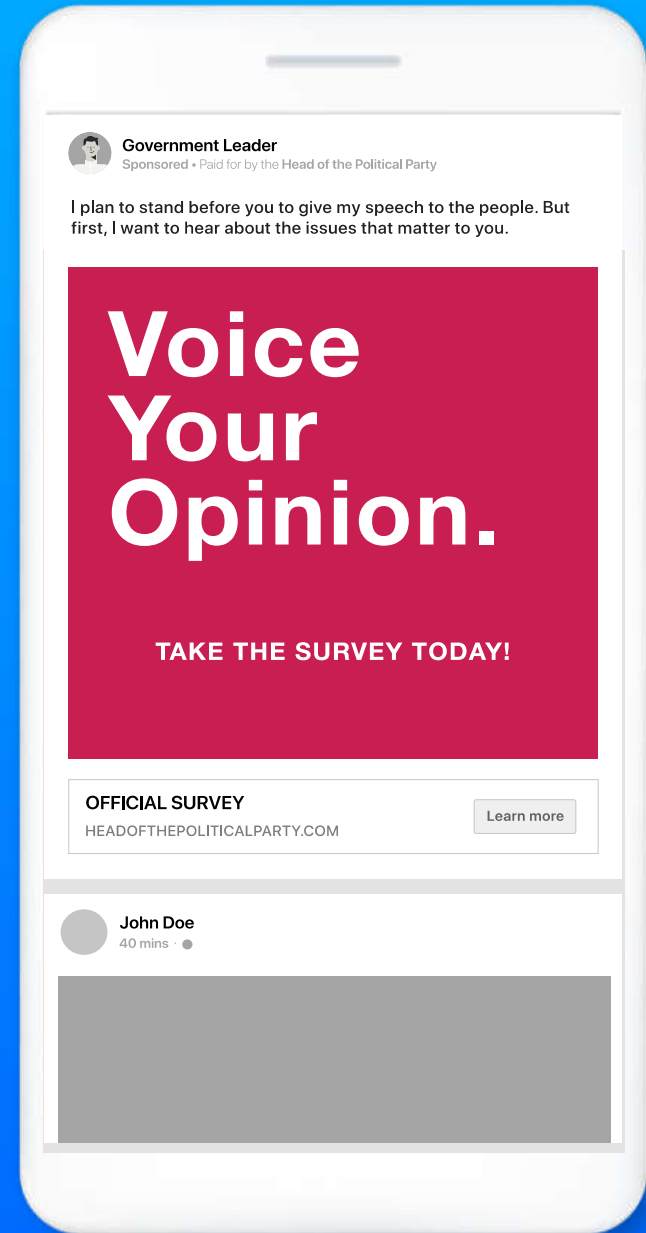 Government Leader
Sponsored • Paid for by the Head of the Political Party
I plan to stand before you to give my speech to the people. But
first, I want to hear about the issues that matter to you.
Voice
Your
Opinion.
TAKE THE SURVEY TODAY!
OFFICIAL SURVEY
HEADOFTHEPOLITICALPARTY.COM
Learn more
John Doe
40 mins ·